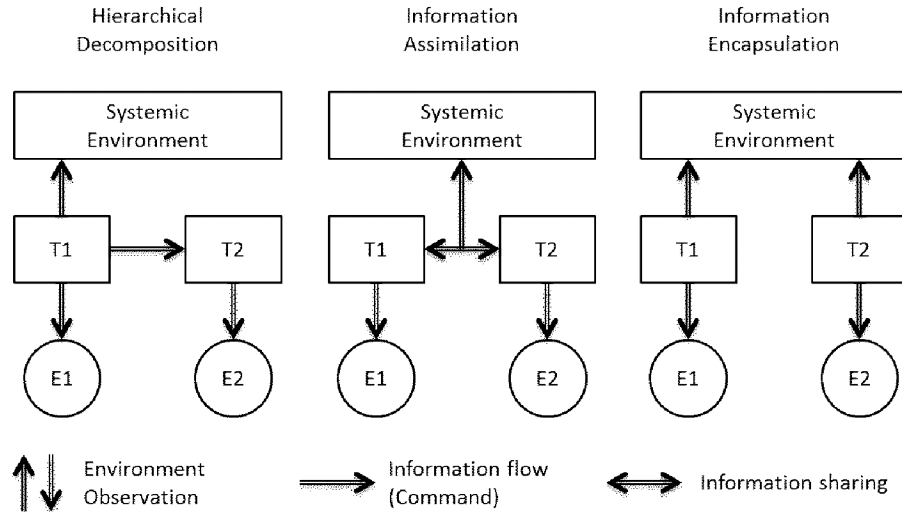 Hierarchical
Decomposition
Information
Assimilation
Information
Encapsulation
Systemic
Environment
Systemic
Environment
Systemic
Environment
T1
T2
T1
T2
T1
T2
E1
E2
E1
E2
E1
E2
Environment
Observation
Information flow
(Command)
Information sharing